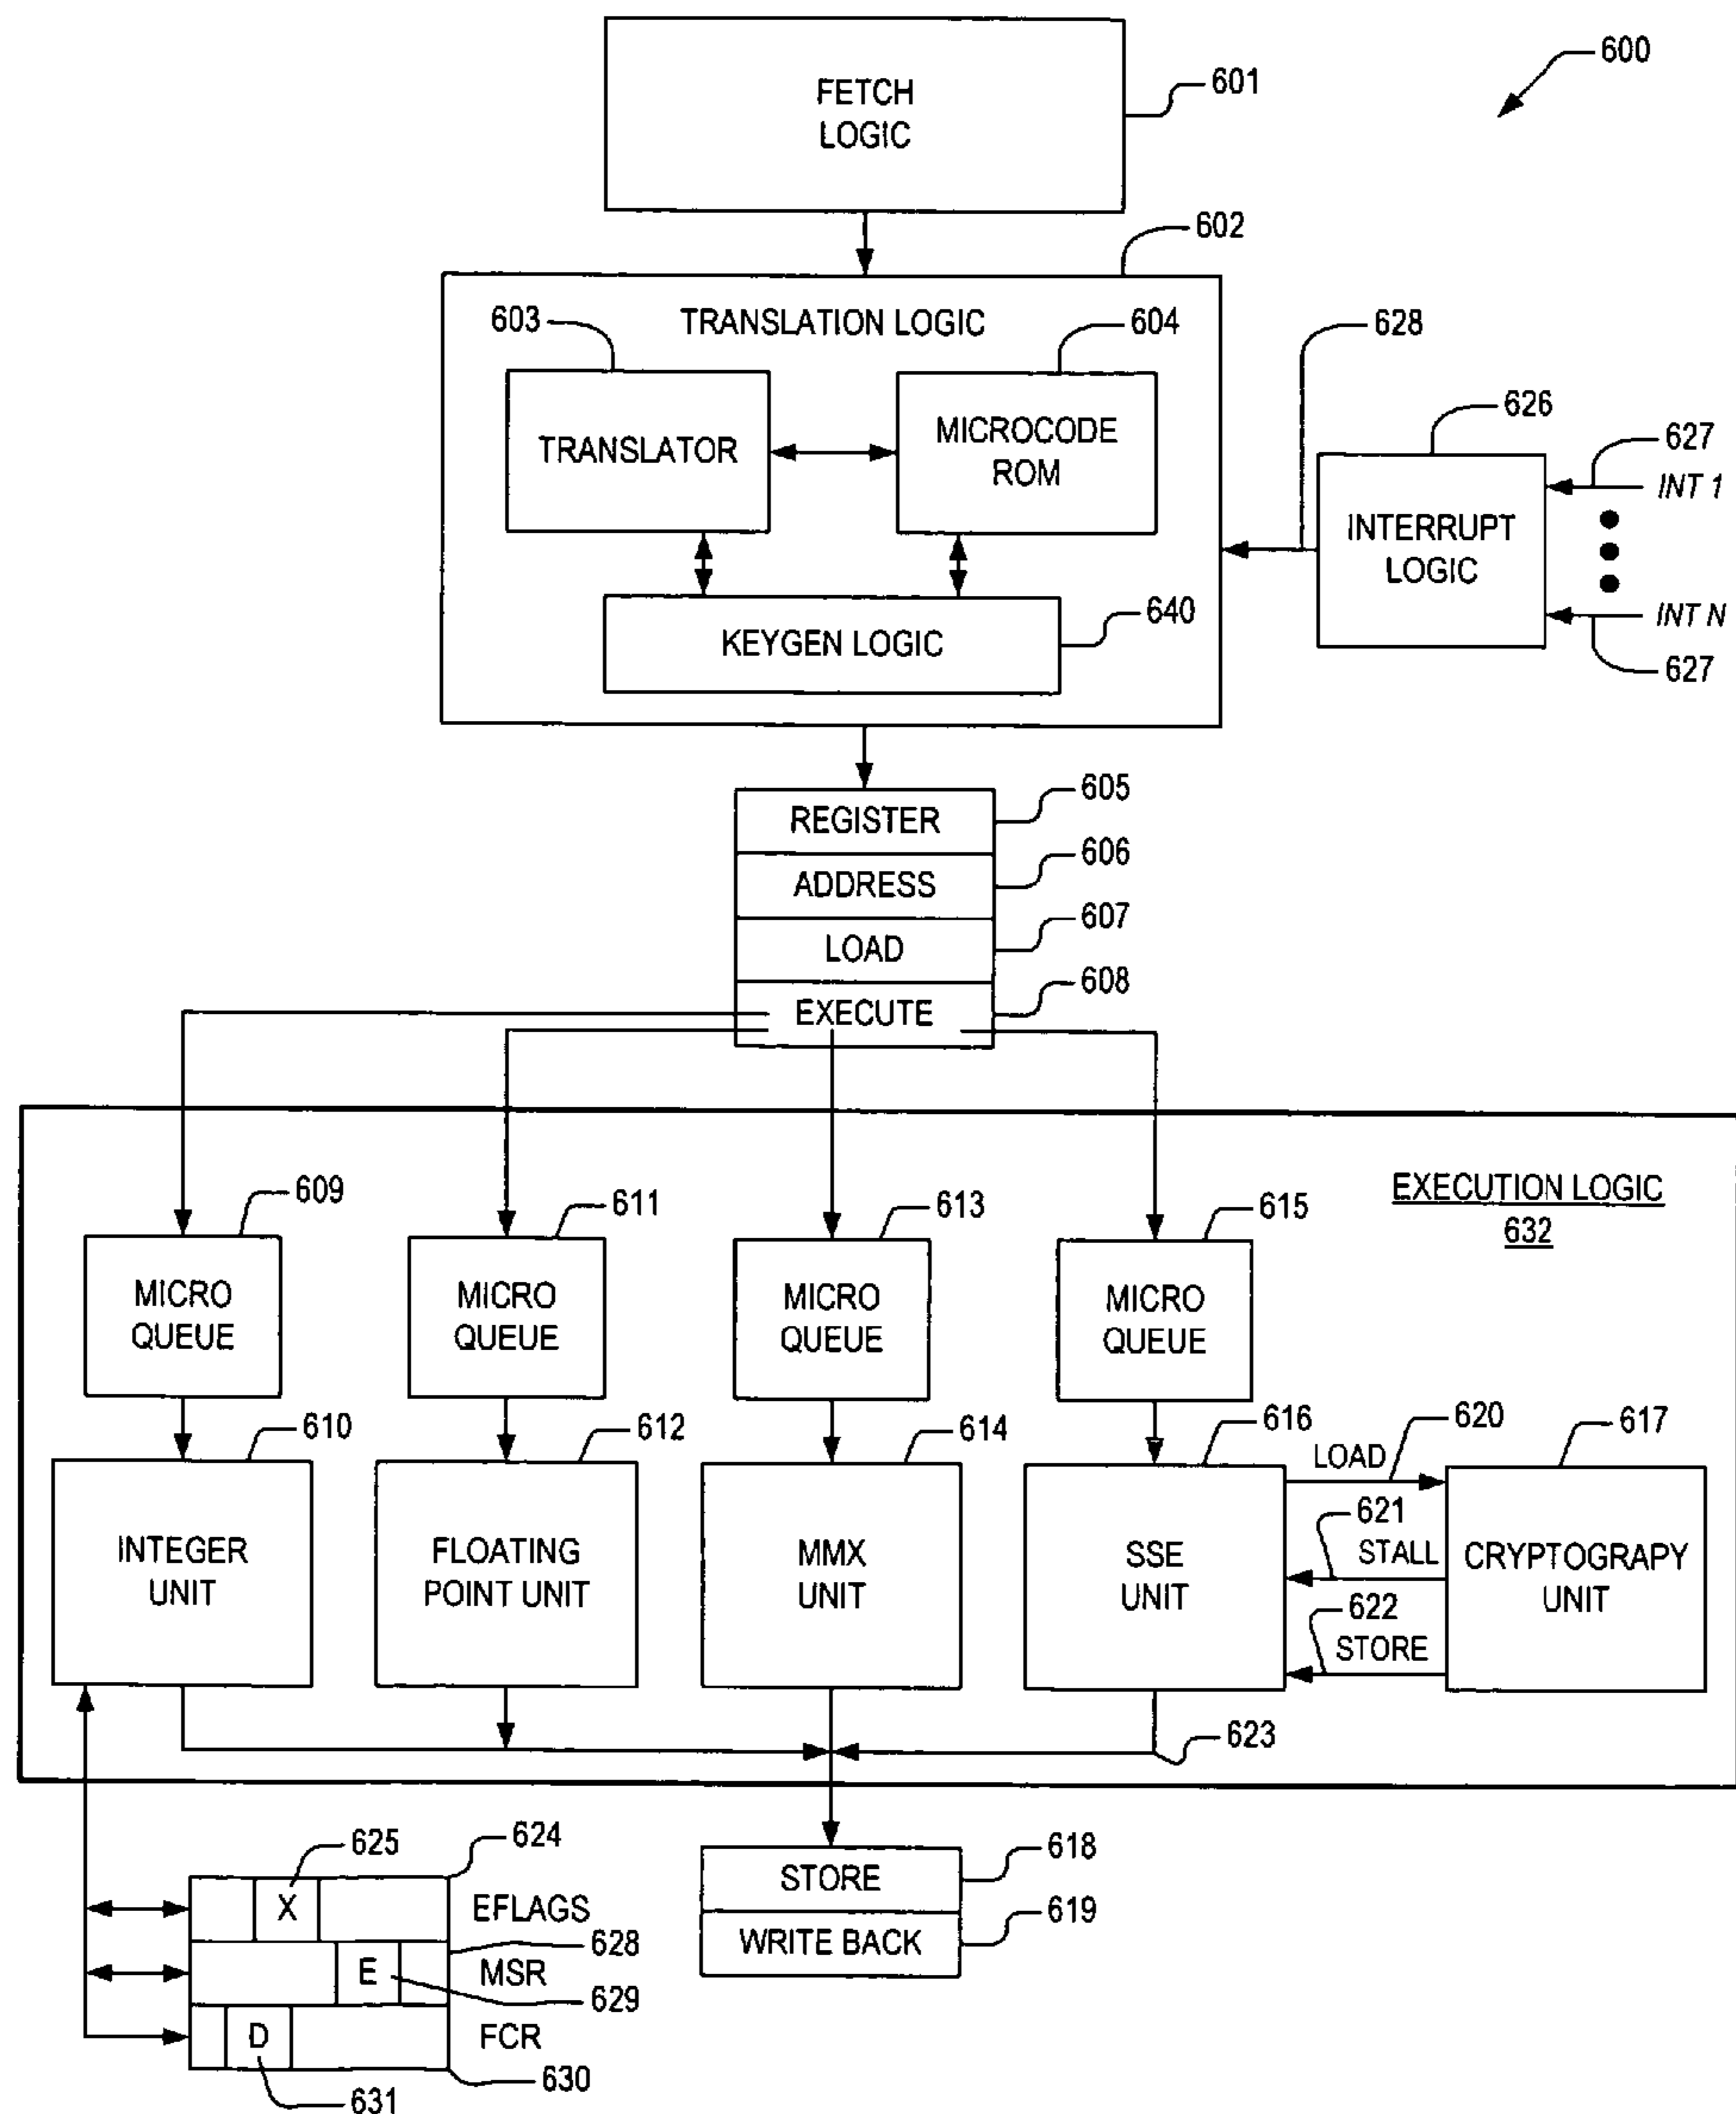 600
FETCH
LOGIC
601
602
TRANSLATION LOGIC
603
604
628
TRANSLATOR
MICROCODE
ROM
626
627
INT 1
INTERRUPT
LOGIC
INT N
627
KEYGEN LOGIC
640
REGISTER
605
ADDRESS
606
LOAD
607
EXECUTE
608
EXECUTION LOGIC
632
609
611
613
615
MICRO
QUEUE
MICRO
QUEUE
MICRO
QUEUE
MICRO
QUEUE
610
612
614
616
620
617
LOAD
621
STALL
622
STORE
INTEGER
UNIT
FLOATING
POINT UNIT
MMX
UNIT
SSE
UNIT
CRYPTOGRAPY
UNIT
623
625
624
X
EFLAGS
628
E
MSR
629
D
FCR
630
631
STORE
618
WRITE BACK
619